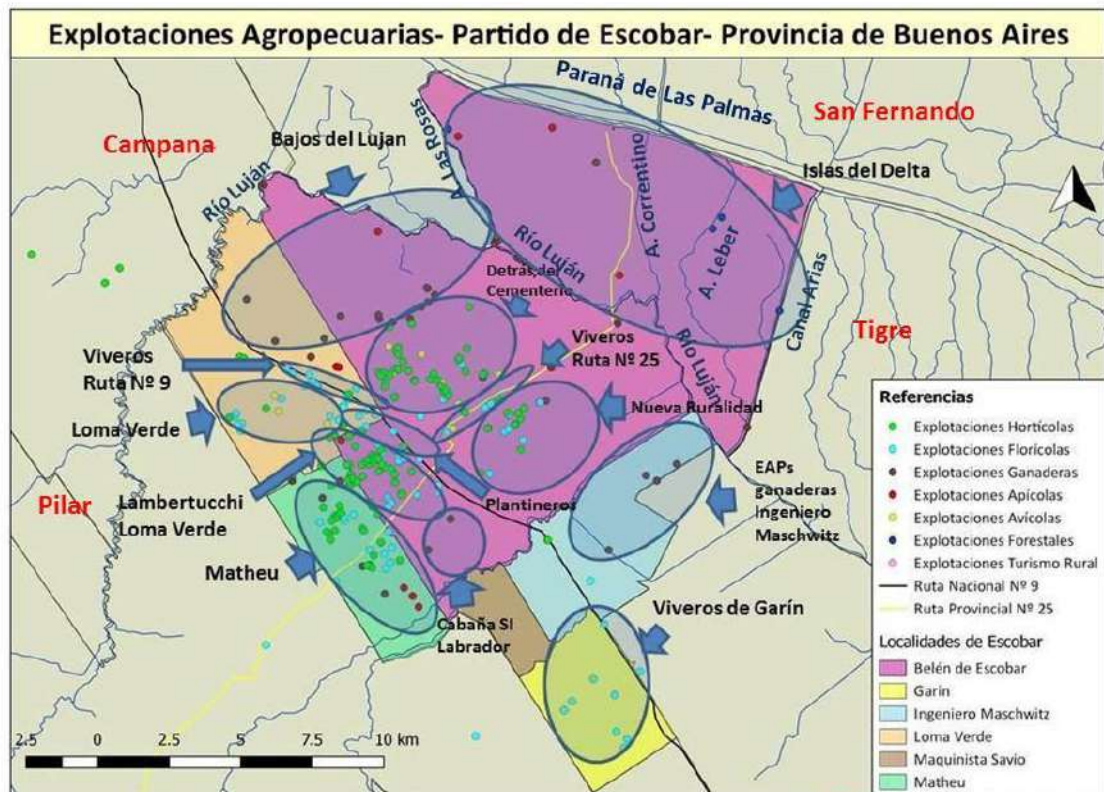 Explotaciones Agropecuarias- Partido de Escobar- Provincia de Buenos Aires
Paraná de Las Palmas
San Fernando
Campana
Bajos del Lujan
A. Las Rosas
Islas del Delta
Río Luján
A. Correntino
Río Luján
A. Leber
Canal Arias
Detrás del
Cementerio
Tigre
Viveros
Ruta Nº 25
Viveros
Ruta Nº 9
Río Luján
Nueva Ruralidad
Loma Verde
EAPs
ganaderas
Ingeniero
Maschwitz
Pilar
Lambertucchi
Loma Verde
Plantineros
Matheu
Viveros de Garín
Cabaña Sl
Labrador
2.5 0 2.5 5 7.5 10 km
Referencias
Explotaciones Hortícolas
Explotaciones Florícolas
Explotaciones Ganaderas
Explotaciones Apícolas
Explotaciones Avícolas
Explotaciones Forestales
Explotaciones Turismo Rural
Ruta Nacional Nº 9
Ruta Provincial Nº 25
Localidades de Escobar
Belén de Escobar
Garín
Ingeniero Maschwitz
Loma Verde
Maquinista Savio
Matheu